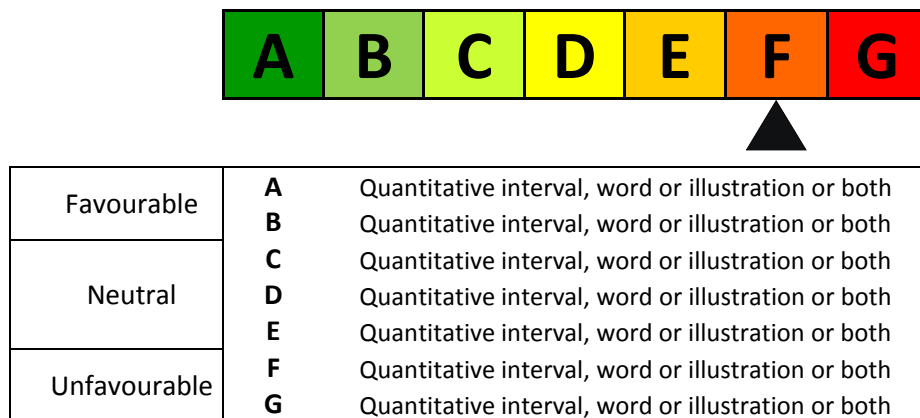 A B C D E F G
Favourable
A Quantitative interval, word or illustration or both
B Quantitative interval, word or illustration or both
Neutral
C Quantitative interval, word or illustration or both
D Quantitative interval, word or illustration or both
E Quantitative interval, word or illustration or both
Unfavourable
F Quantitative interval, word or illustration or both
G Quantitative interval, word or illustration or both